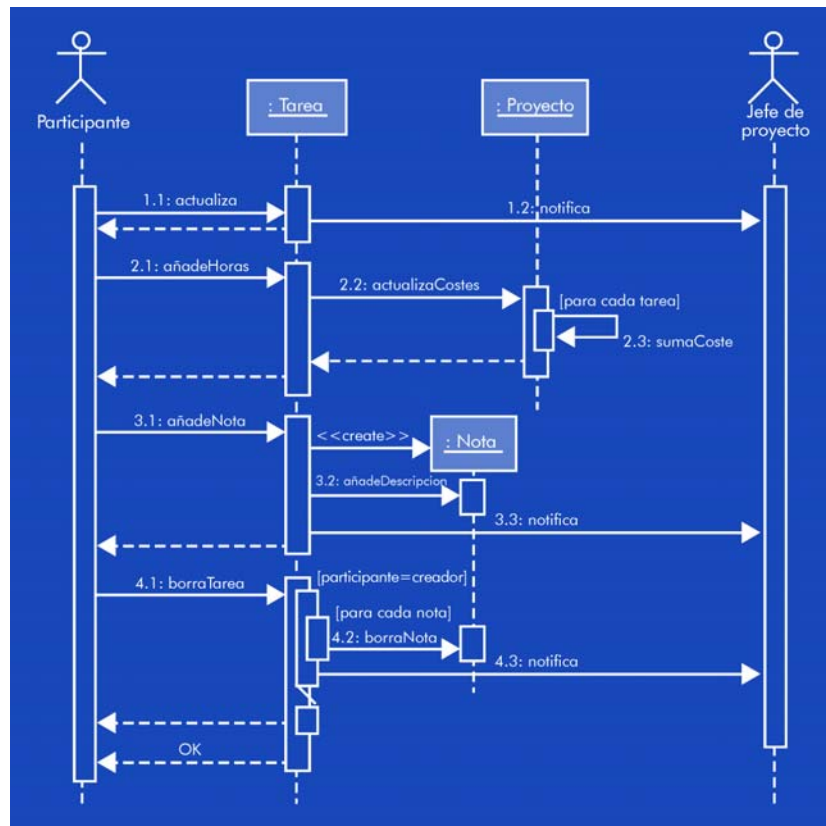 Participante
: Tarea
: Proyecto
Jefe de
proyecto
1.1: actualiza
1.2: notifica
2.1: añadeHoras
2.2: actualizaCostes
[para cada tarea]
2.3: sumaCoste
3.1: añadeNota
<<create>>
: Nota
3.2: añadeDescripcion
3.3: notifica
4.1: borraTarea
[participante=creador]
[para cada nota]
4.2: borraNota
4.3: notifica
OK